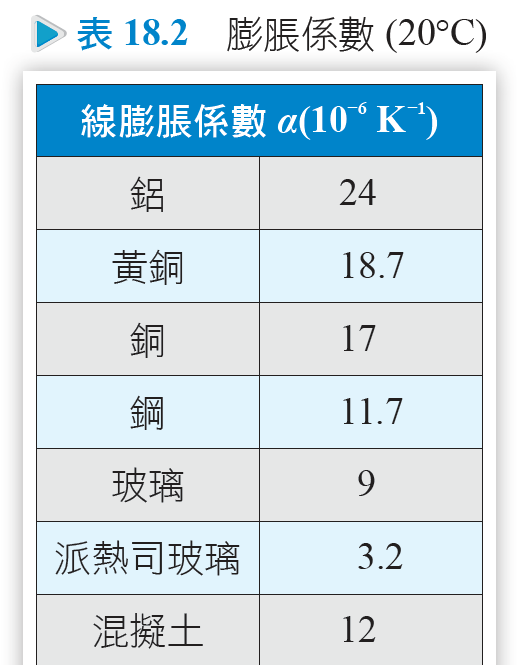 表 18.2 膨脹係數 (20°C)
線膨脹係數 α(10⁻⁶ K⁻¹)
鋁 24
黃銅 18.7
銅 17
鋼 11.7
玻璃 9
派熱司玻璃 3.2
混擬土 12